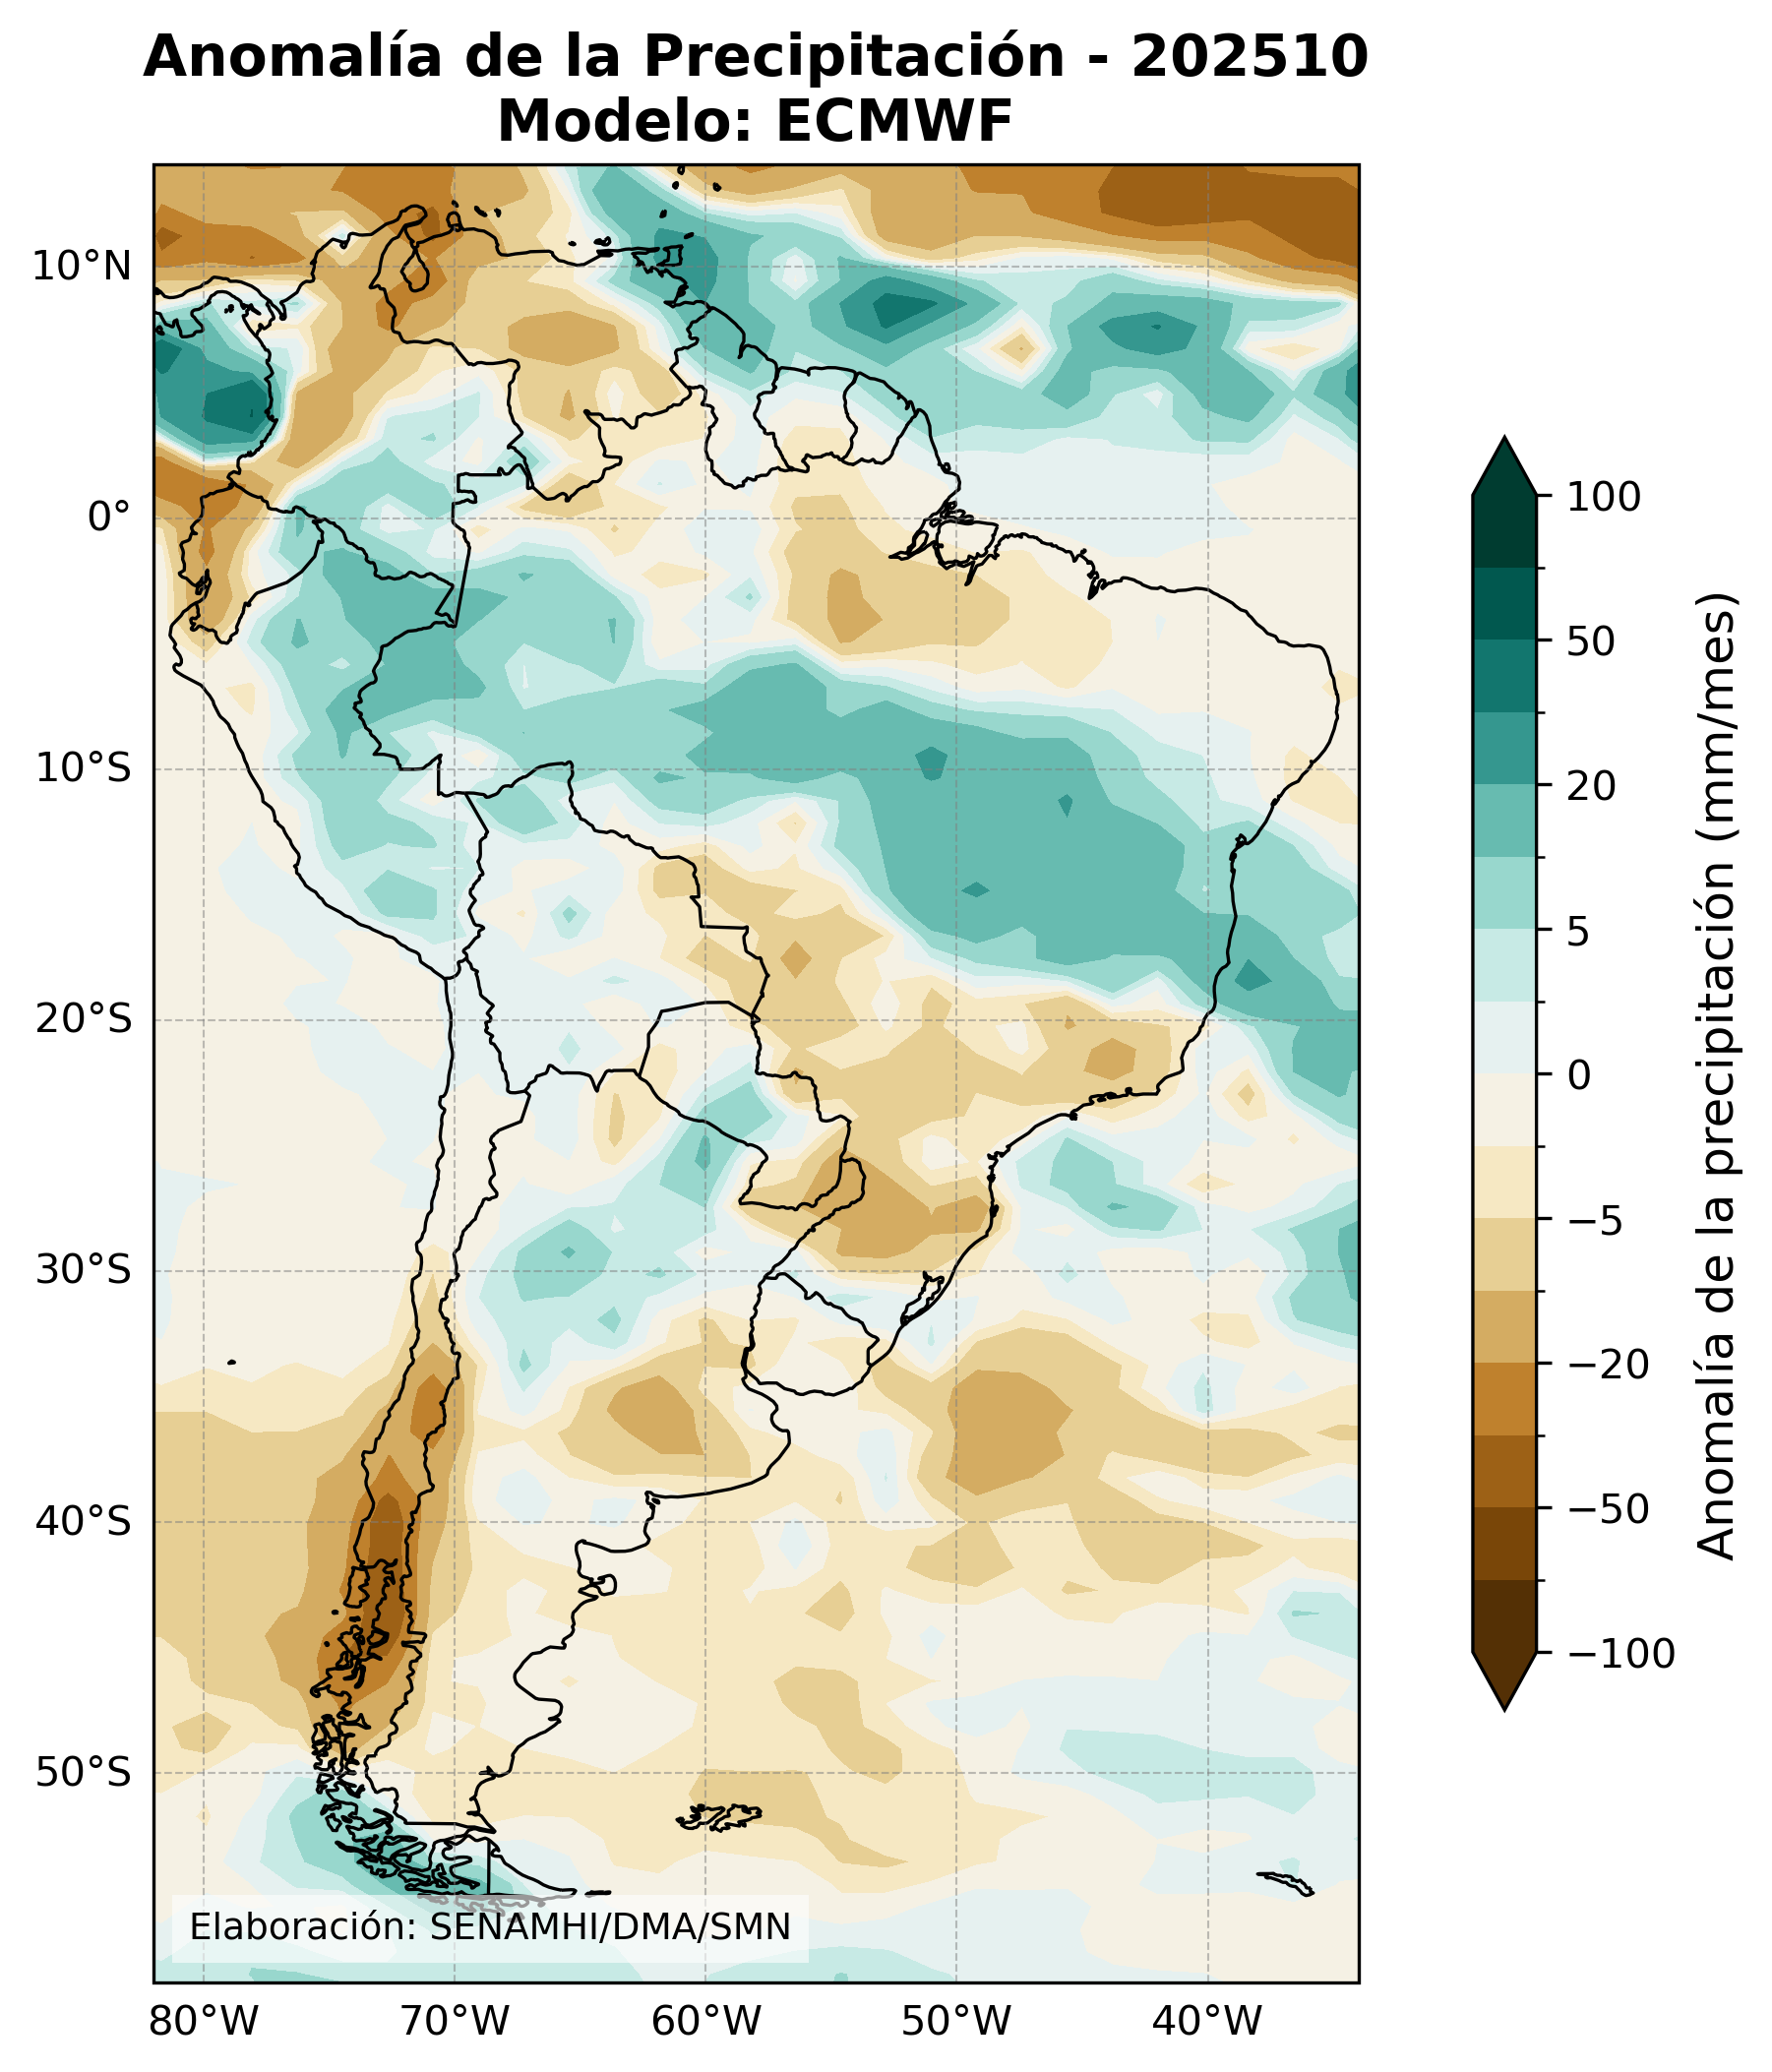 Anomalía de la Precipitación - 202510
Modelo: ECMWF
10°N
0°
10°S
20°S
30°S
40°S
50°S
80°W
70°W
60°W
50°W
40°W
Elaboración: SENAMHI/DMA/SMN
100
50
20
5
0
−5
−20
−50
−100
Anomalía de la precipitación (mm/mes)